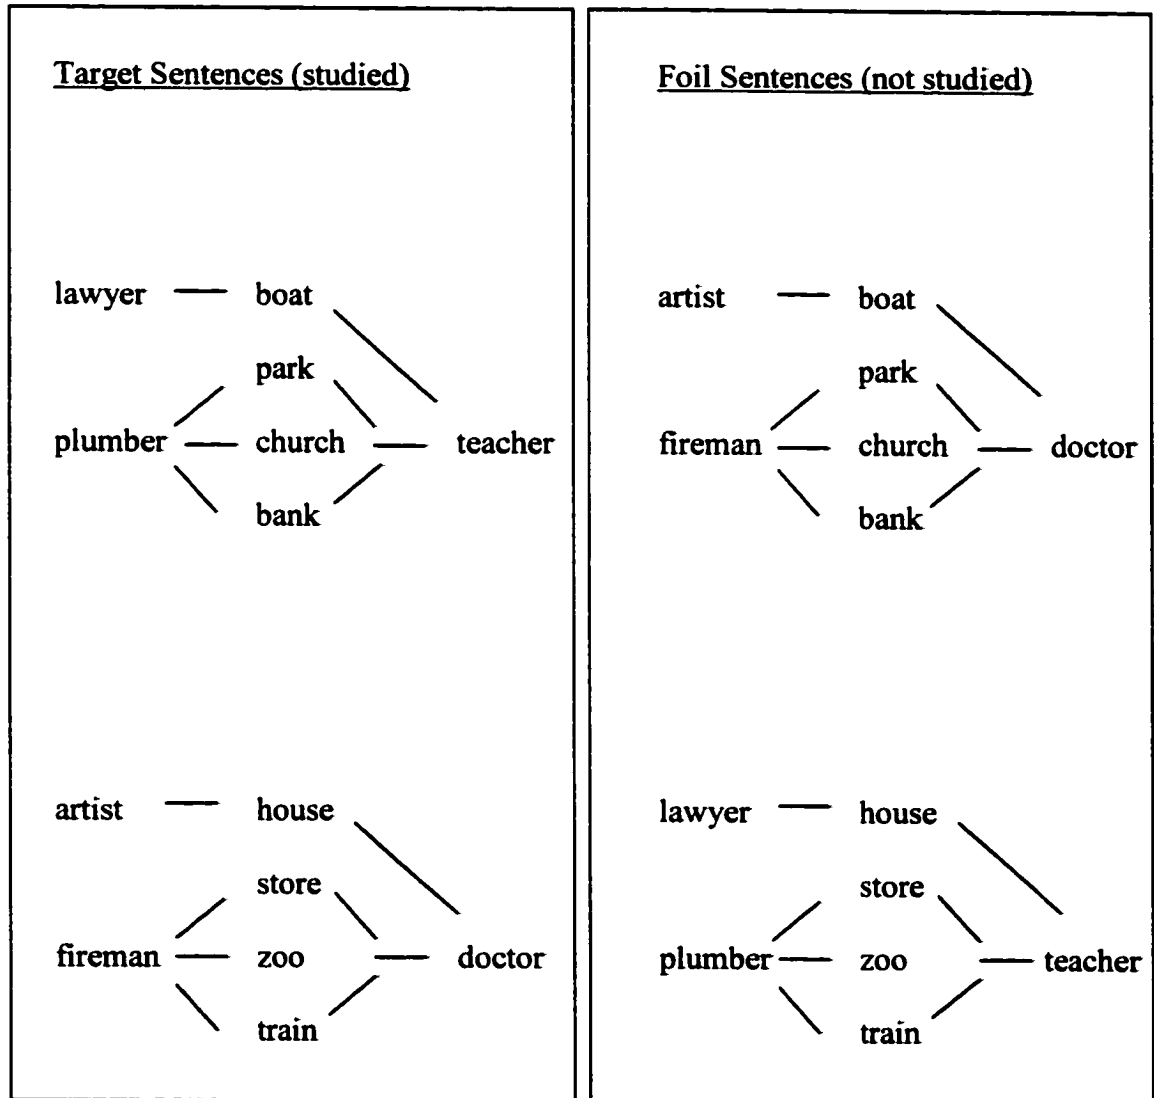 Target Sentences (studied)
lawyer boat
park
plumber church teacher
bank
artist house
store
fireman zoo doctor
train
Foil Sentences (not studied)
artist boat
park
fireman church doctor
bank
lawyer house
store
plumber zoo teacher
train